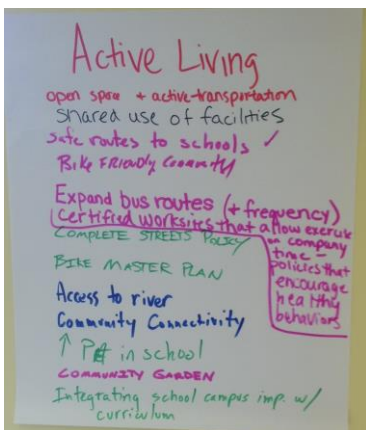 Active Living
open space + active-transportation
shared use of facilities
safe routes to schools ✓
Bike FRiendly Community
Expand bus routes (+ frequency)
Certified worksites that allow exercise
on company
time -
policies that
encourage
healthy
behaviors
COMPLETE STREETS POLICY
BIKE MASTER PLAN
Access to river
Community Connectivity
↑ PE in school
COMMUNITY GARDEN
Integrating school campus imp. w/
curriculum